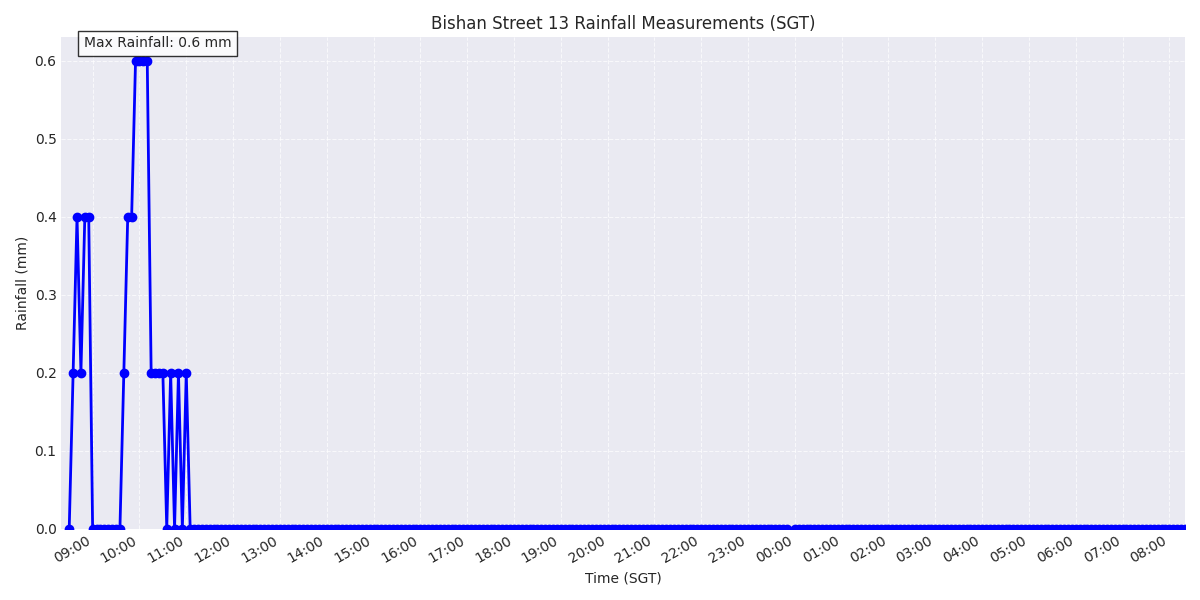 Bishan Street 13 Rainfall Measurements (SGT)
Max Rainfall: 0.6 mm
0.6
0.5
0.4
0.3
0.2
0.1
0.0
Rainfall (mm)
09:00 10:00 11:00 12:00 13:00 14:00 15:00 16:00 17:00 18:00 19:00 20:00 21:00 22:00 23:00 00:00 01:00 02:00 03:00 04:00 05:00 06:00 07:00 08:00
Time (SGT)